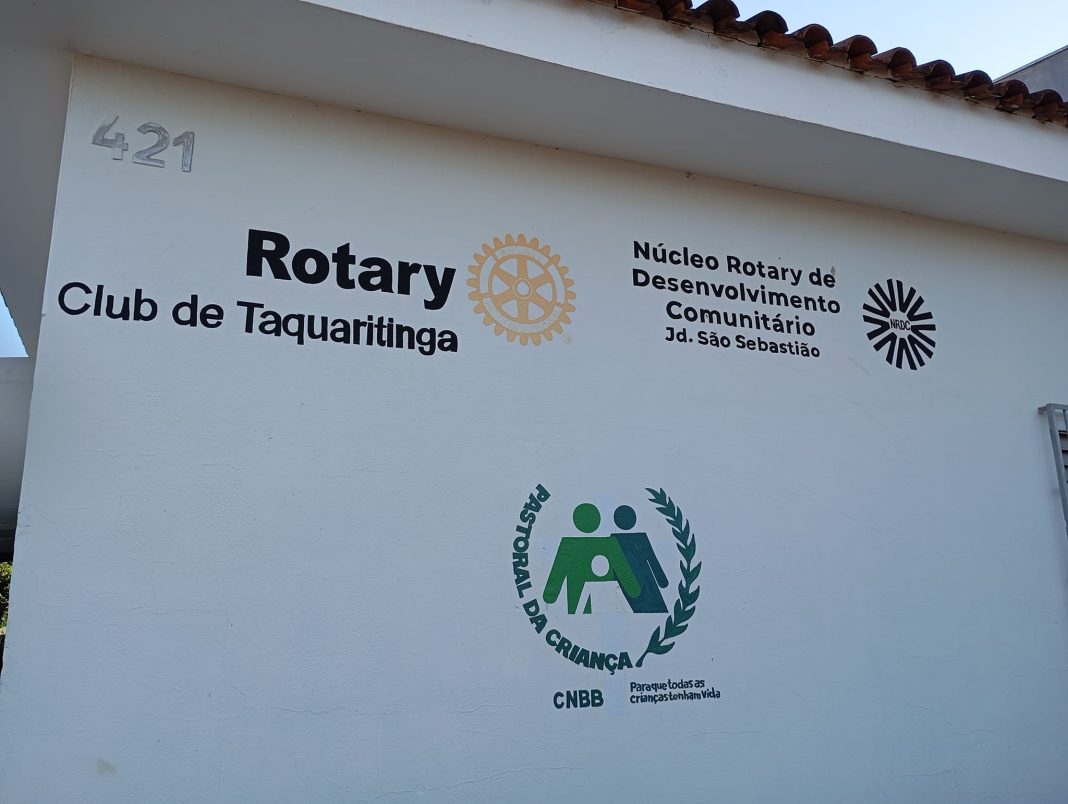 421
Rotary
Club de Taquaritinga
Núcleo Rotary de
Desenvolvimento
Comunitário
Jd. São Sebastião
NRDC
PASTORAL DA CRIANÇA
CNBB
Para que todas as
crianças tenham vida